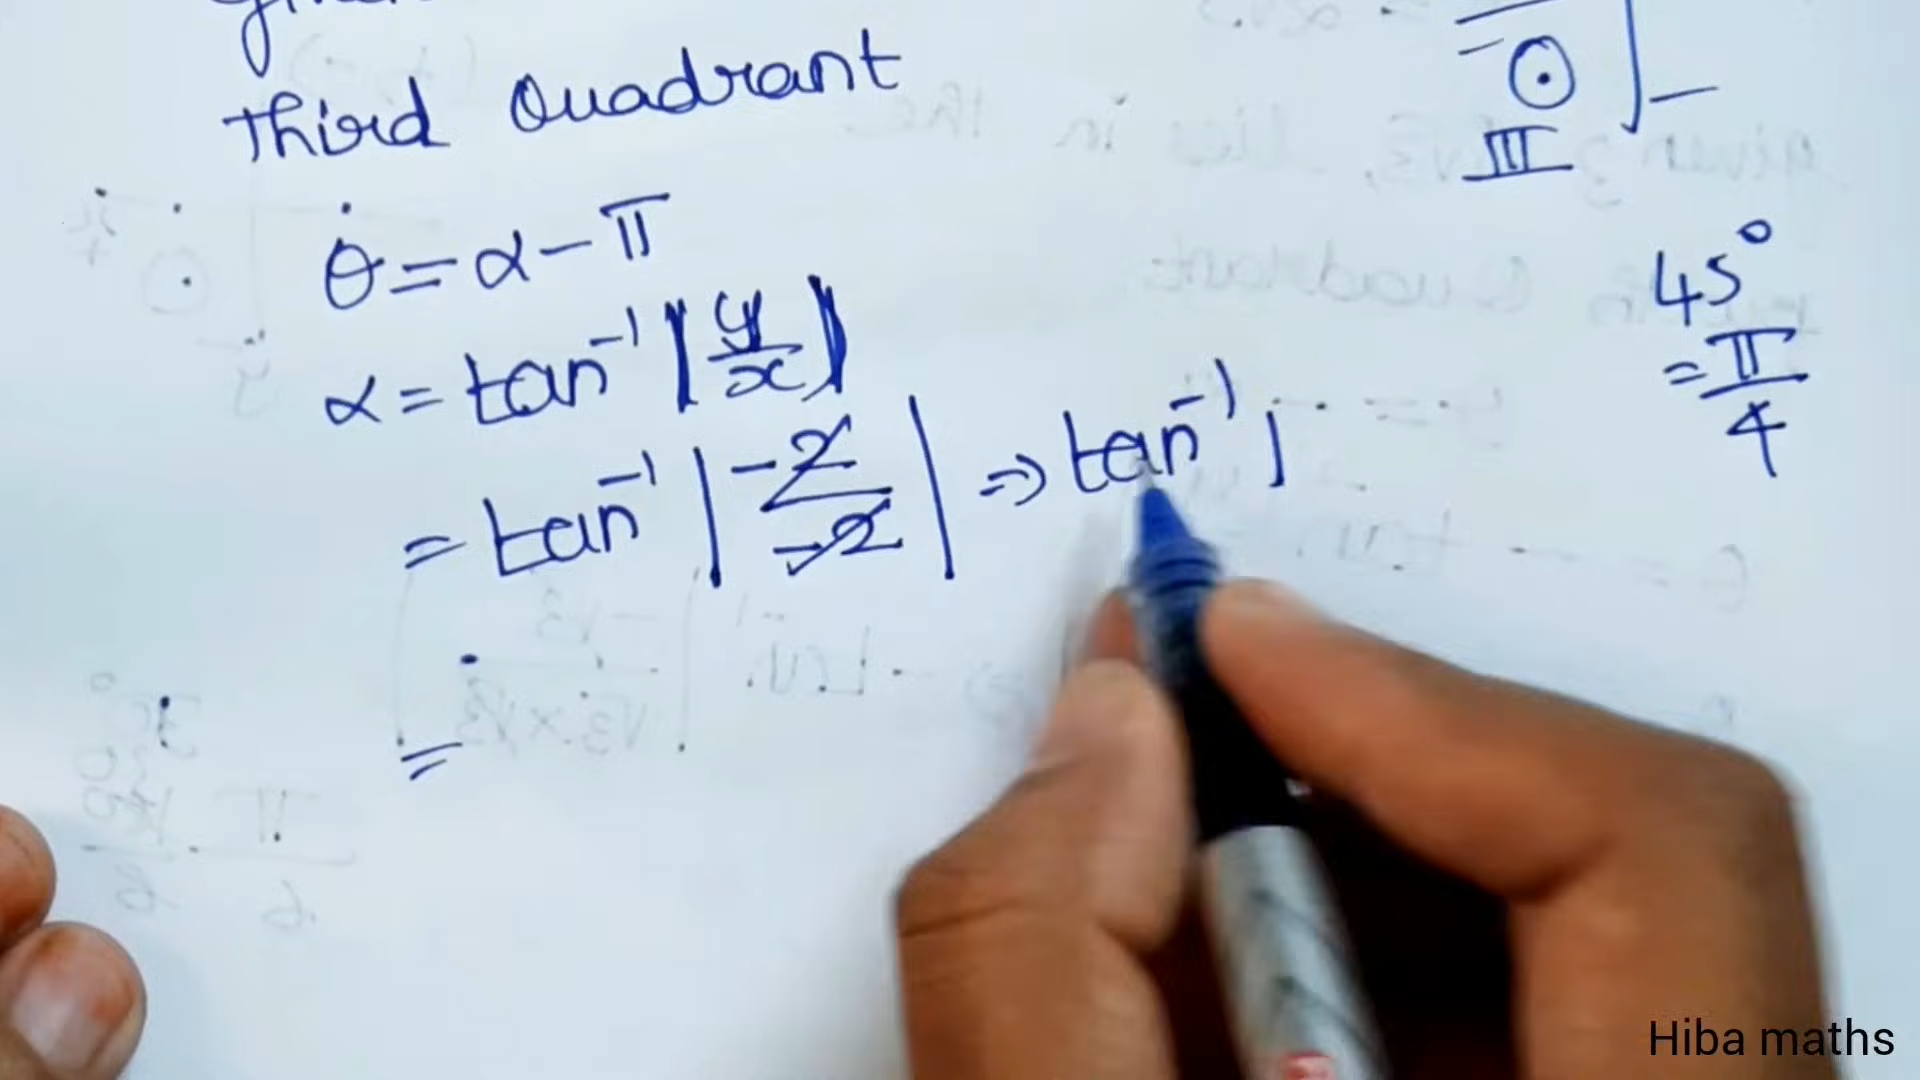 Third Quadrant
III
θ = α - π
45°
α = tan⁻¹ |y/x|
= π/4
= tan⁻¹ |-2/-2| ⇒ tan⁻¹ 1
=
Hiba maths